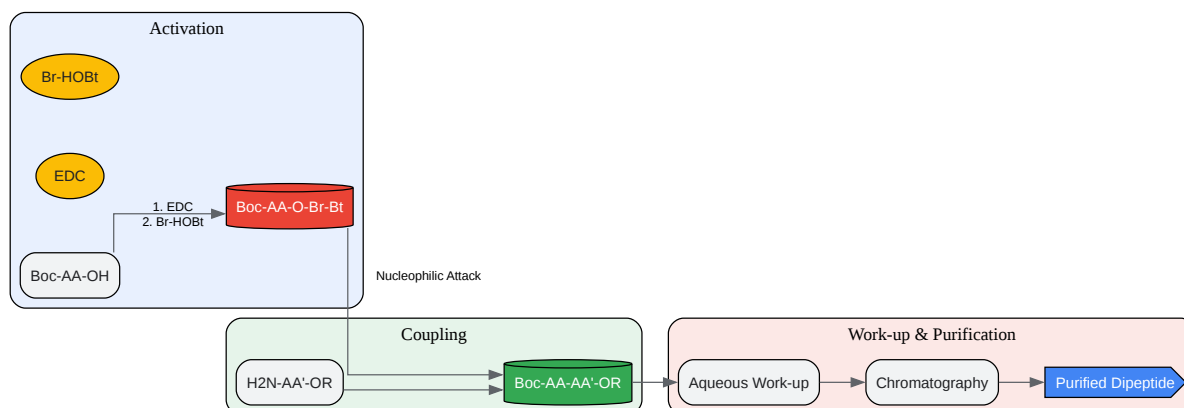 Activation
Br-HOBt
EDC
1. EDC
2. Br-HOBt
Boc-AA-O-Br-Bt
Boc-AA-OH
Nucleophilic Attack
Coupling
H2N-AA'-OR
Boc-AA-AA'-OR
Work-up & Purification
Aqueous Work-up
Chromatography
Purified Dipeptide